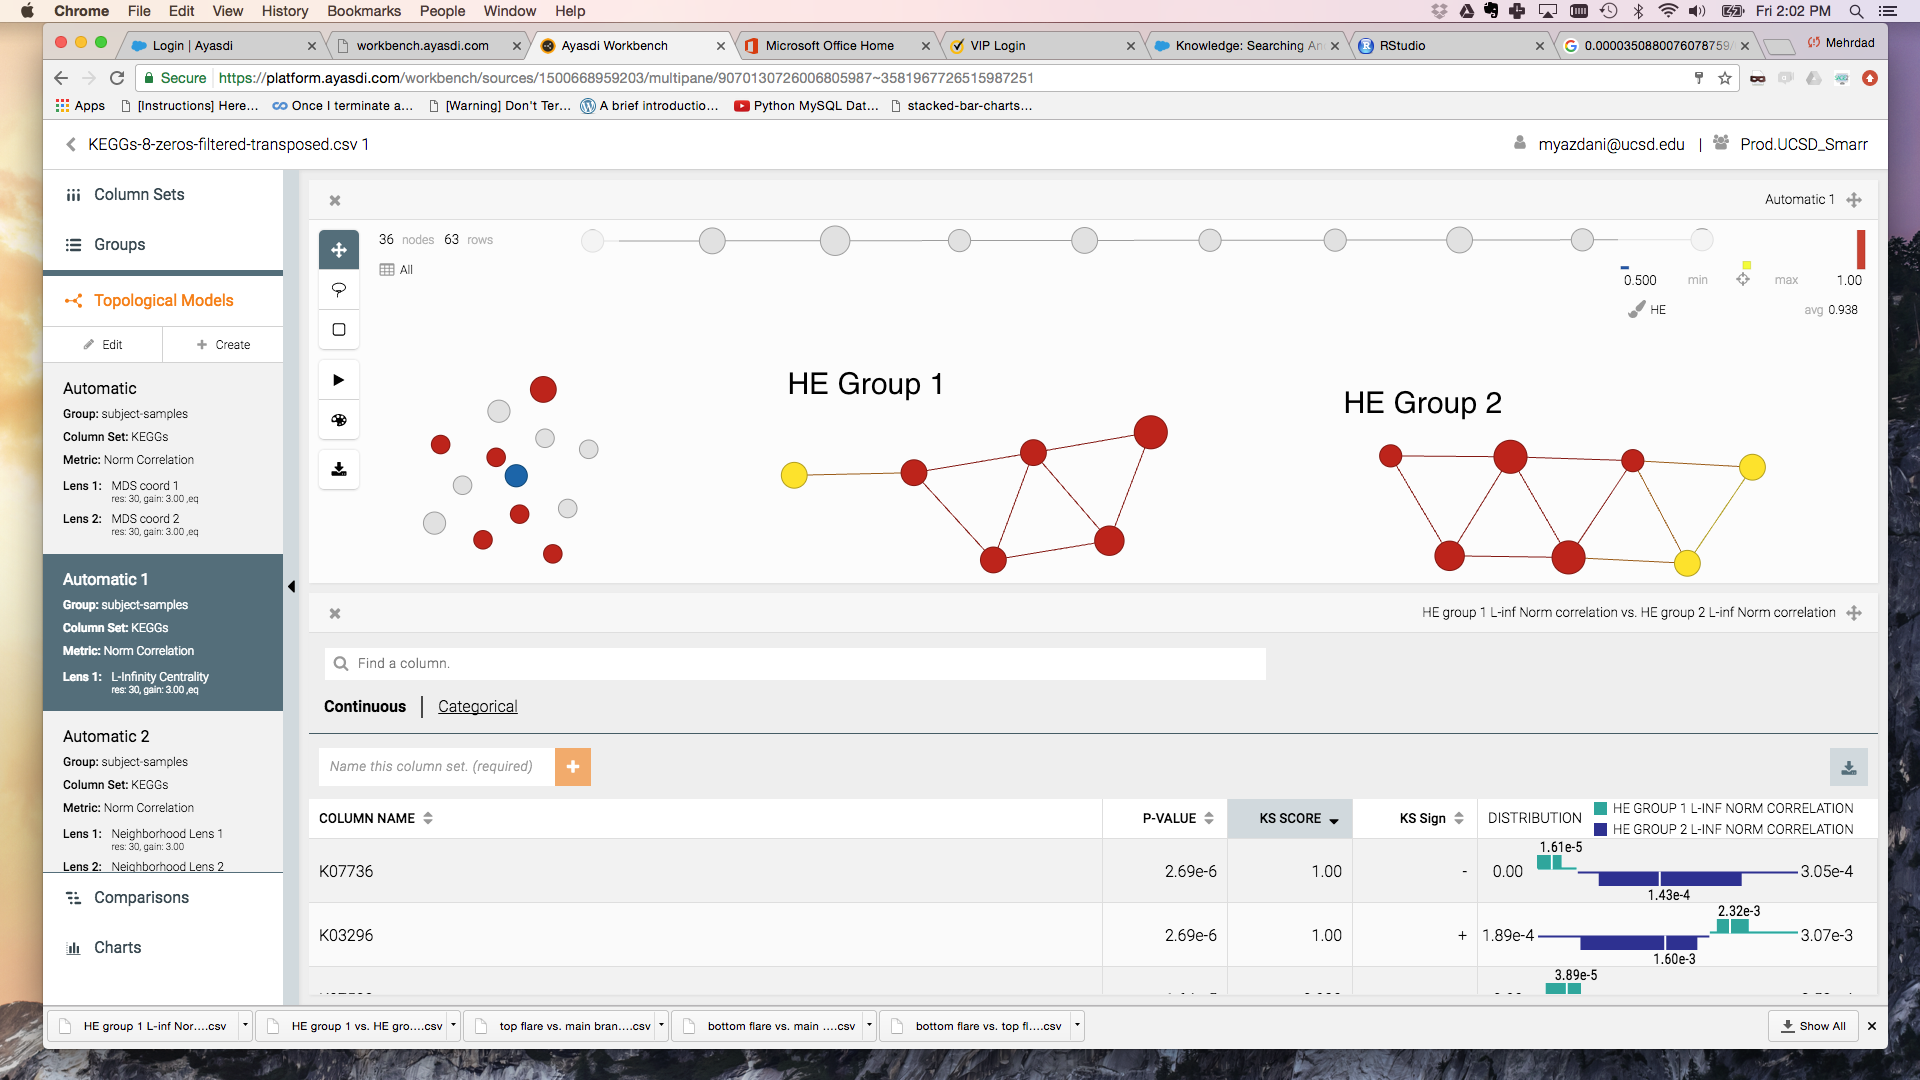 Chrome File Edit View History Bookmarks People Window Help Fri 2:02 PM
Login | Ayasdi workbench.ayasdi.com Ayasdi Workbench Microsoft Office Home VIP Login Knowledge: Searching An RStudio 0.0000350880076078759/ Mehrdad
Secure https://platform.ayasdi.com/workbench/sources/1500668959203/multipane/9070130726006805987~3581967726515987251
Apps [Instructions] Here... Once I terminate a... [Warning] Don't Ter... A brief introductio... Python MySQL Dat... stacked-bar-charts...
KEGGs-8-zeros-filtered-transposed.csv 1 myazdani@ucsd.edu | Prod.UCSD_Smarr
Column Sets
Groups
Topological Models
Edit Create
Automatic
Group: subject-samples
Column Set: KEGGs
Metric: Norm Correlation
Lens 1: MDS coord 1
res: 30, gain: 3.00 ,eq
Lens 2: MDS coord 2
res: 30, gain: 3.00 ,eq
Automatic 1
Group: subject-samples
Column Set: KEGGs
Metric: Norm Correlation
Lens 1: L-Infinity Centrality
res: 30, gain: 3.00 ,eq
Automatic 2
Group: subject-samples
Column Set: KEGGs
Metric: Norm Correlation
Lens 1: Neighborhood Lens 1
res: 30, gain: 3.00
Lens 2: Neighborhood Lens 2
Comparisons
Charts
Automatic 1
36 nodes 63 rows
All
0.500 min max 1.00
HE avg 0.938
HE Group 1
HE Group 2
HE group 1 L-inf Norm correlation vs. HE group 2 L-inf Norm correlation
Find a column.
Continuous | Categorical
Name this column set. (required) +
COLUMN NAME P-VALUE KS SCORE KS Sign DISTRIBUTION
HE GROUP 1 L-INF NORM CORRELATION
HE GROUP 2 L-INF NORM CORRELATION
K07736 2.69e-6 1.00 - 0.00 1.61e-5 1.43e-4 3.05e-4
K03296 2.69e-6 1.00 + 1.89e-4 2.32e-3 1.60e-3 3.07e-3
3.89e-5
HE group 1 L-inf Nor....csv HE group 1 vs. HE gro....csv top flare vs. main bran....csv bottom flare vs. main ....csv bottom flare vs. top fl....csv Show All